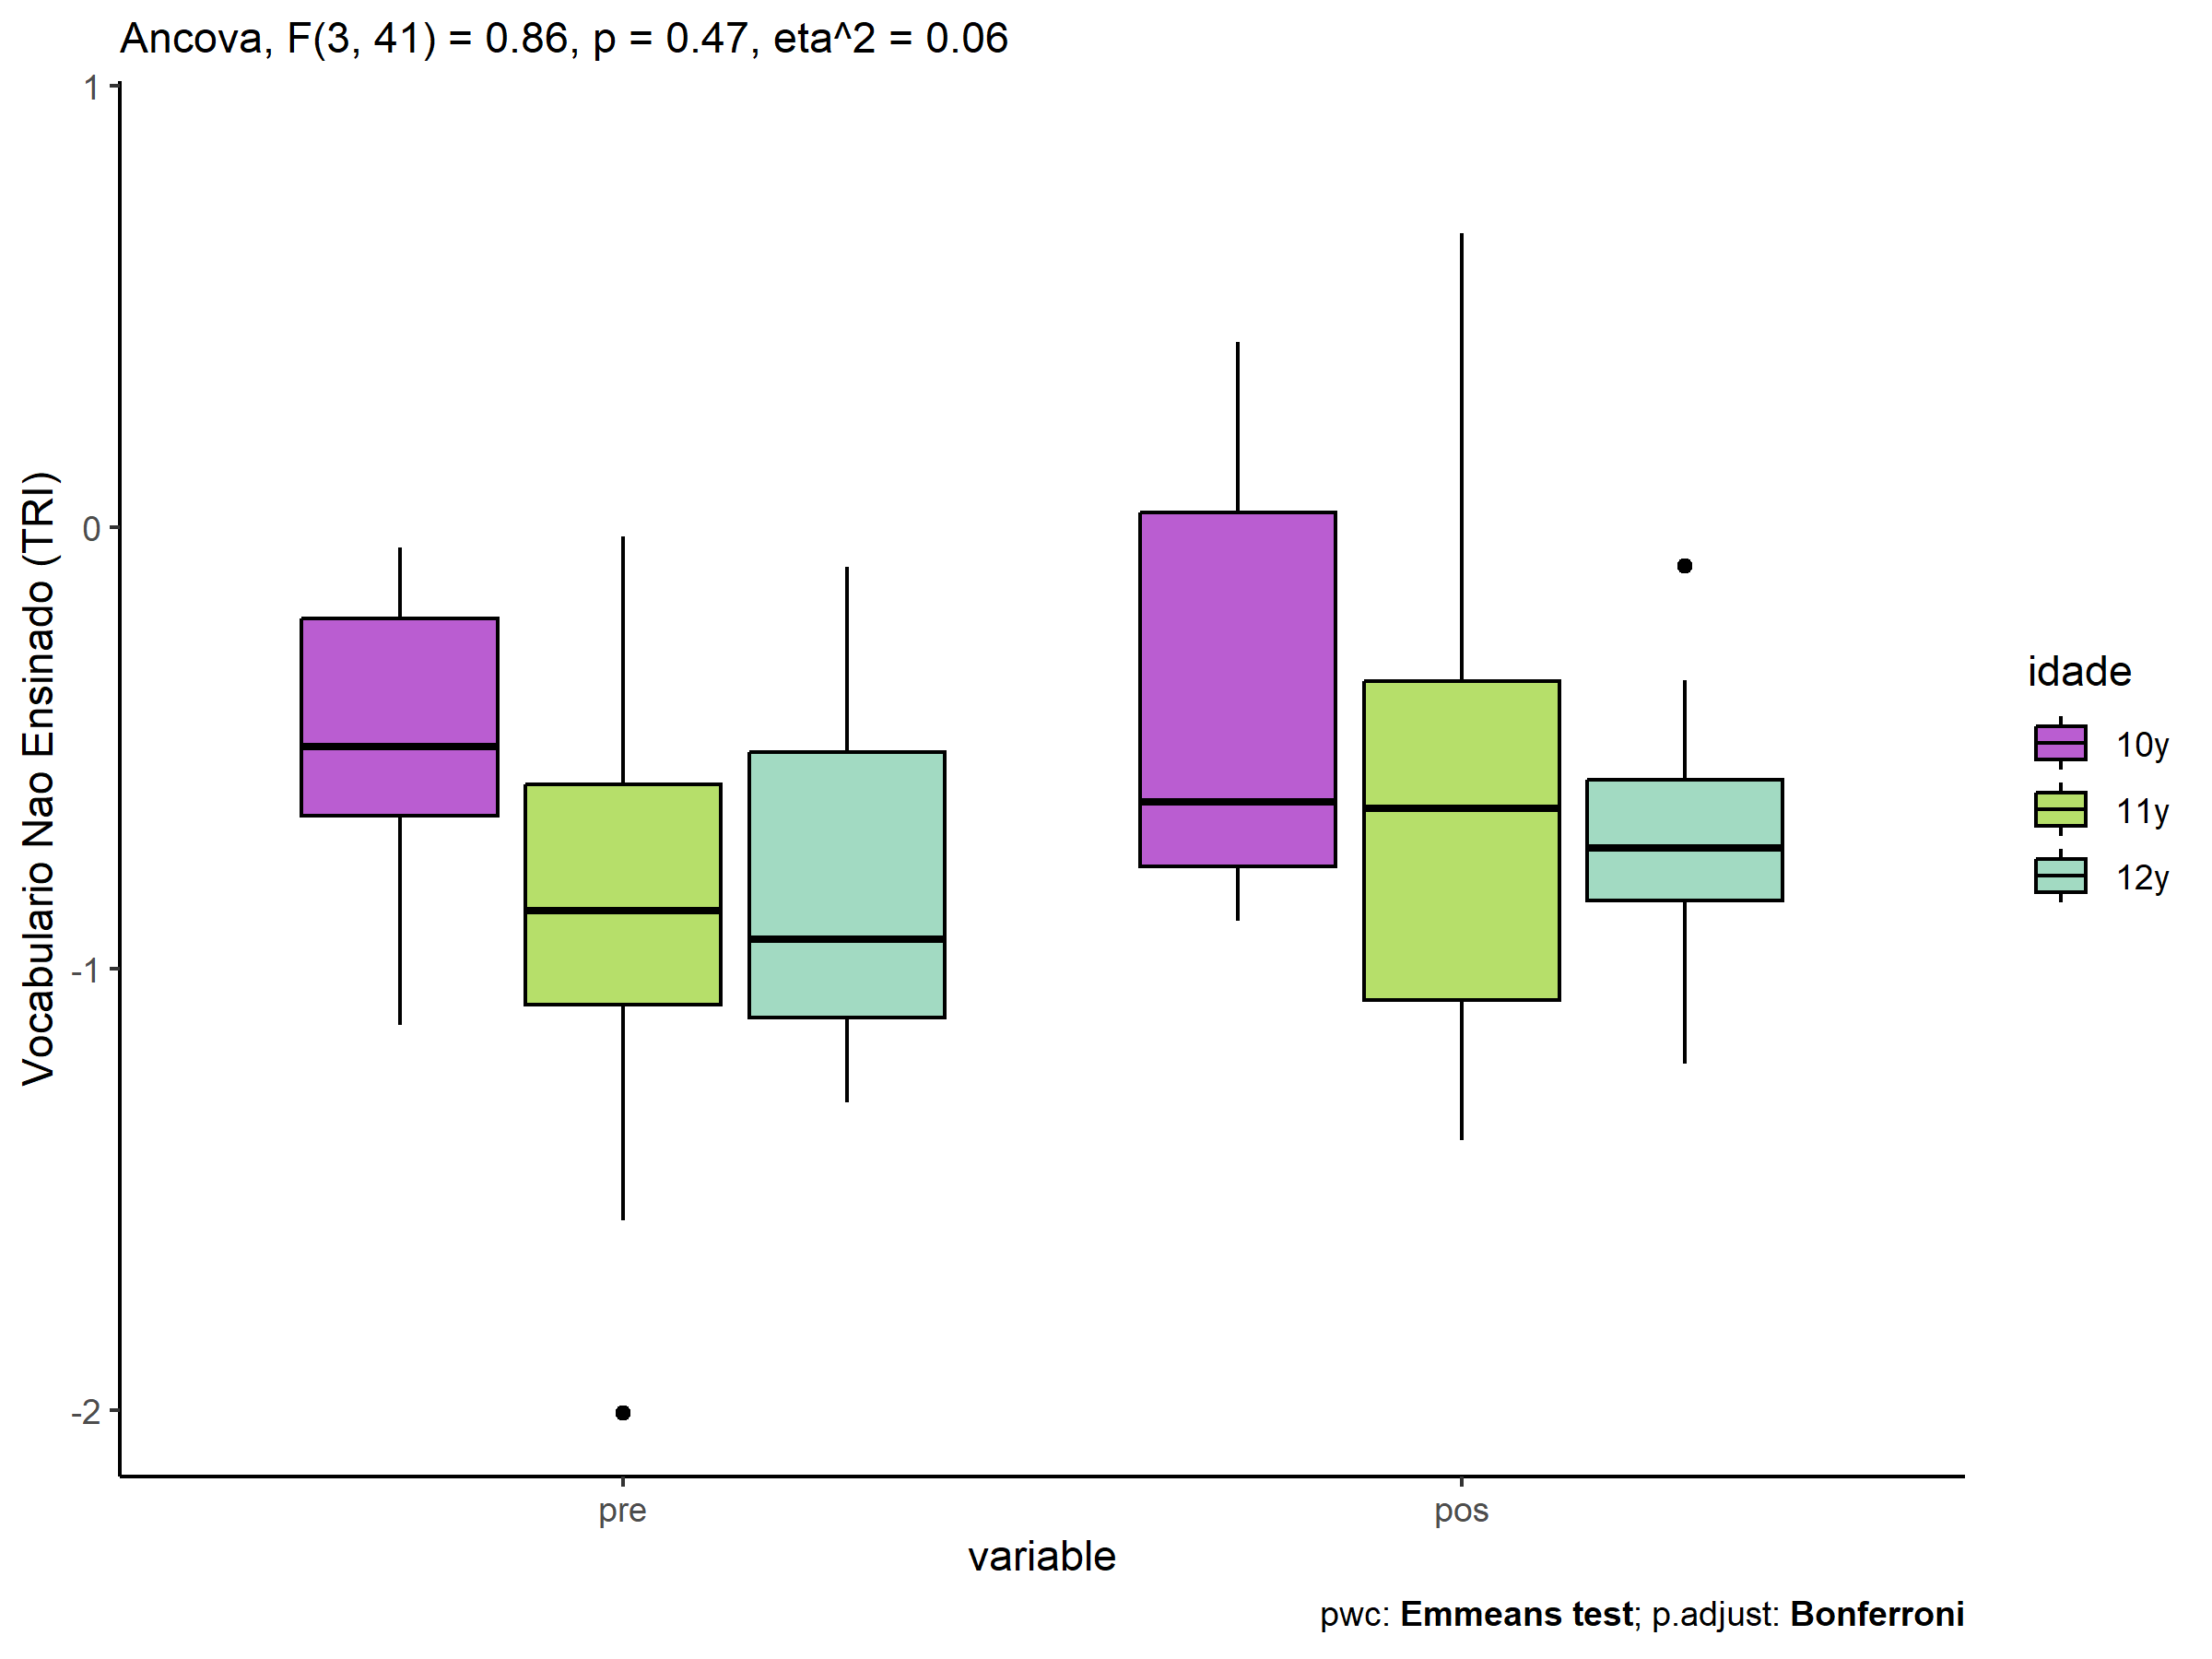 Ancova, F(3, 41) = 0.86, p = 0.47, eta^2 = 0.06
Vocabulario Nao Ensinado (TRI)
1
0
-1
-2
pre
pos
variable
idade
10y
11y
12y
pwc: Emmeans test; p.adjust: Bonferroni